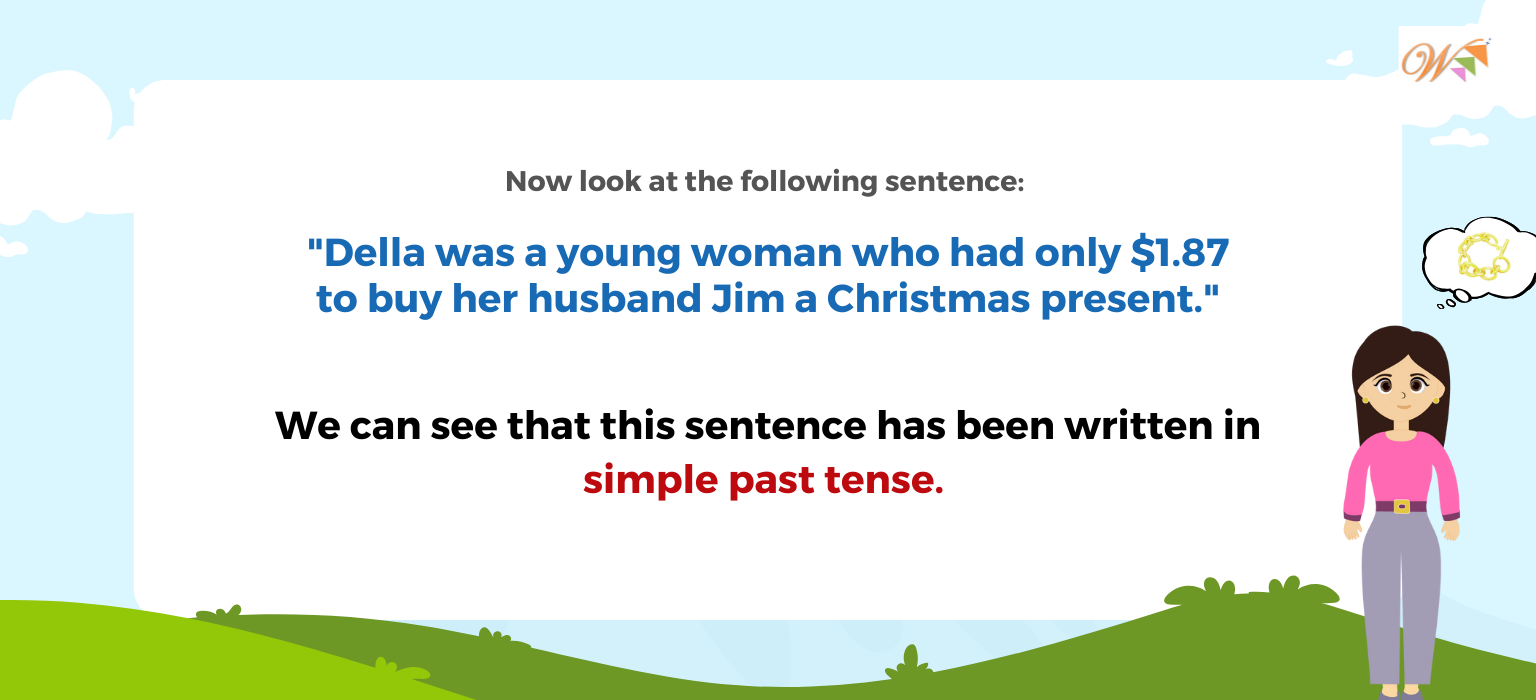 W
Now look at the following sentence:
"Della was a young woman who had only $1.87
to buy her husband Jim a Christmas present."
We can see that this sentence has been written in
simple past tense.